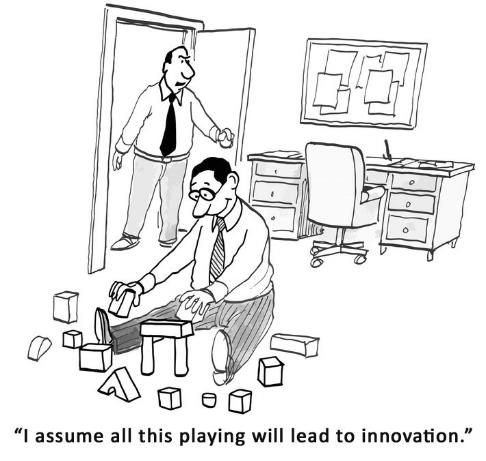 “I assume all this playing will lead to innovation.”